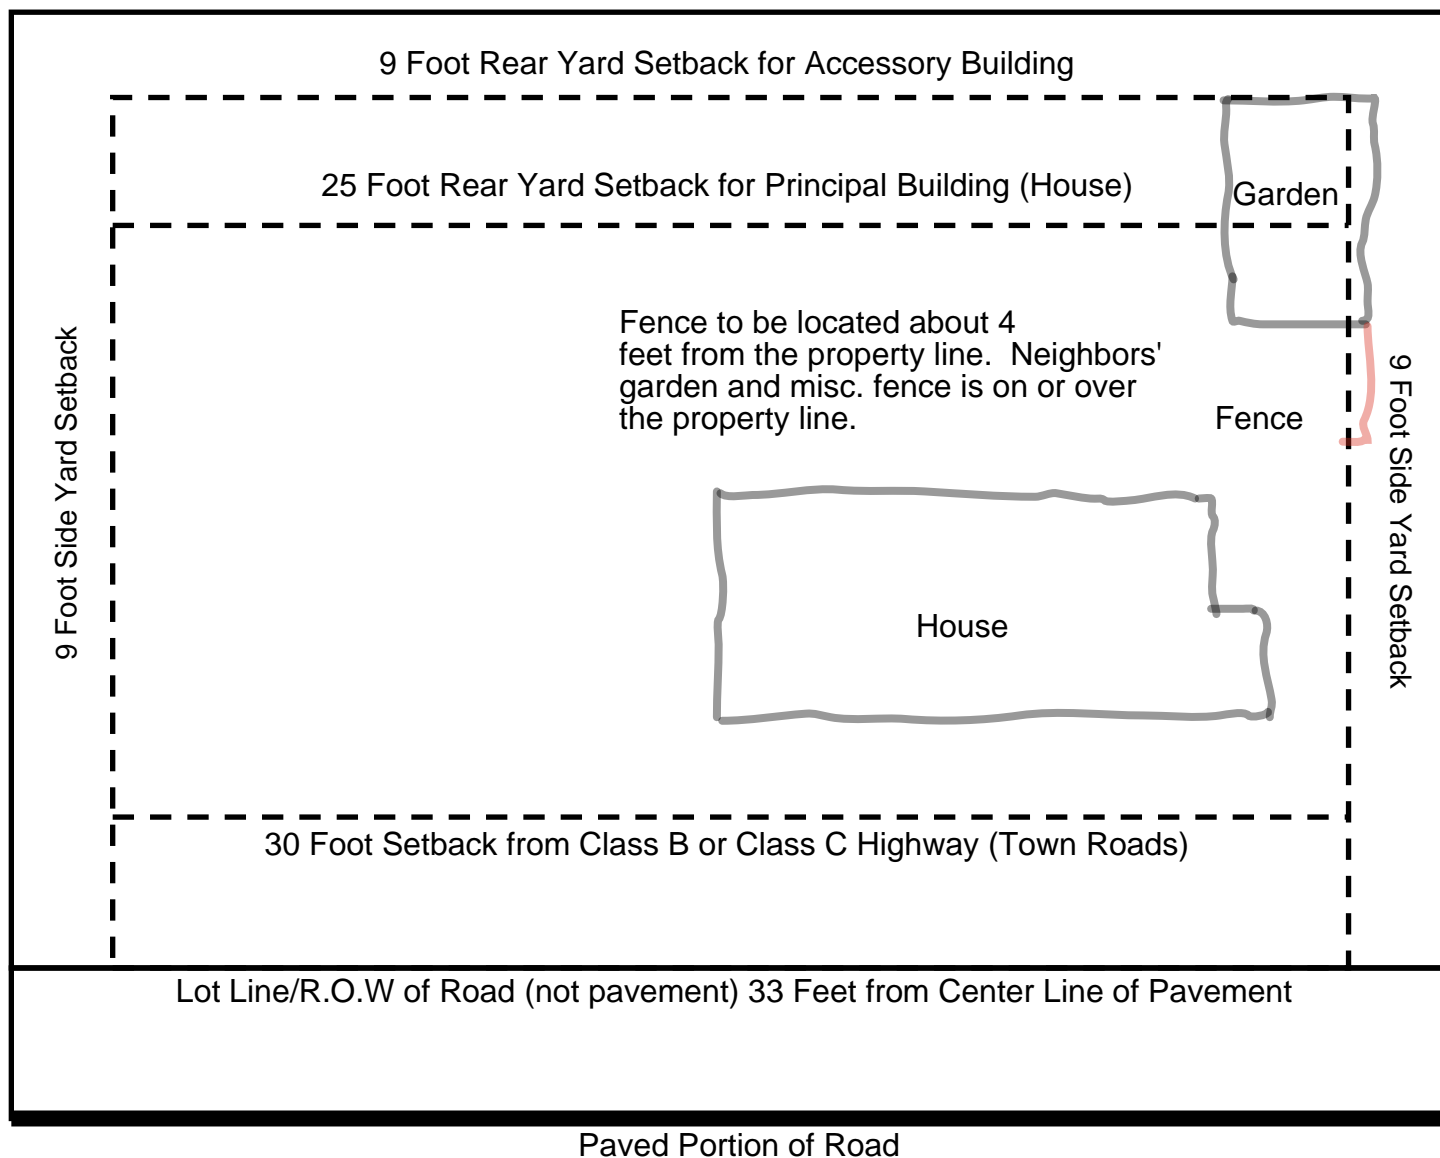 9 Foot Rear Yard Setback for Accessory Building
25 Foot Rear Yard Setback for Principal Building (House)
Garden
Fence to be located about 4
feet from the property line.  Neighbors'
garden and misc. fence is on or over
the property line.
Fence
9 Foot Side Yard Setback
9 Foot Side Yard Setback
House
30 Foot Setback from Class B or Class C Highway (Town Roads)
Lot Line/R.O.W of Road (not pavement) 33 Feet from Center Line of Pavement
Paved Portion of Road